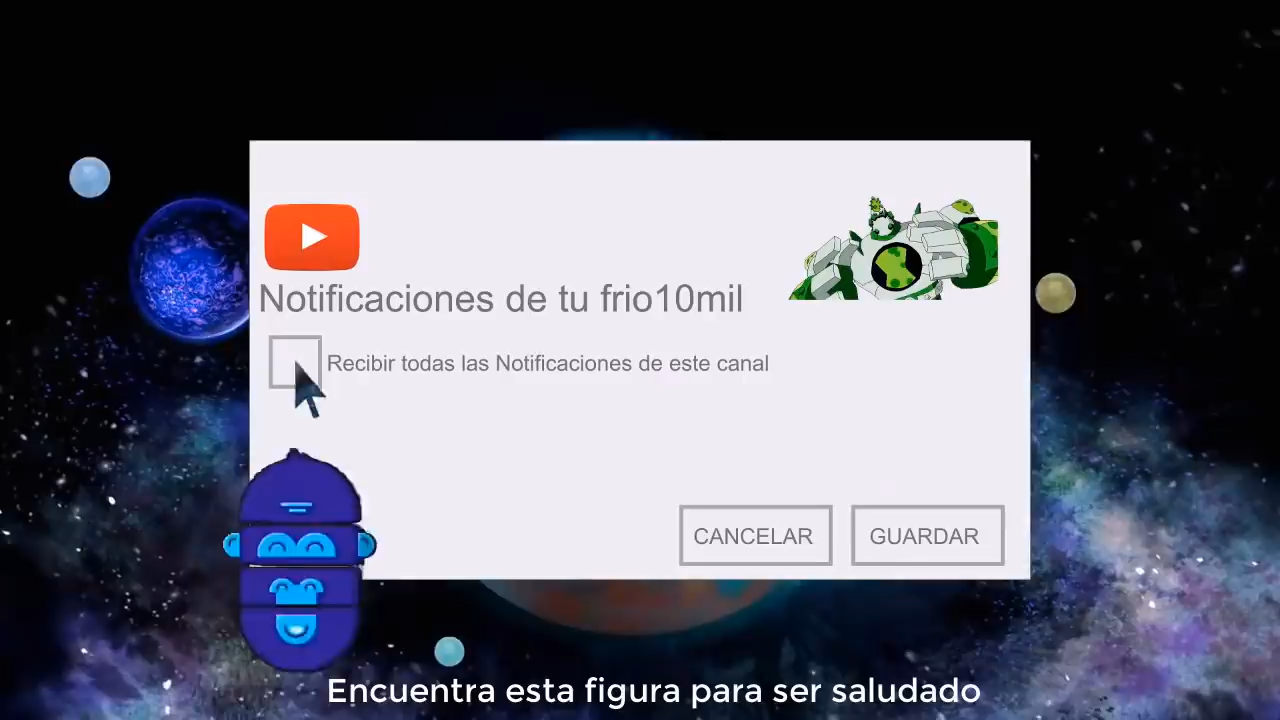 Notificaciones de tu frio10mil
Recibir todas las Notificaciones de este canal
CANCELAR GUARDAR
Encuentra esta figura para ser saludado